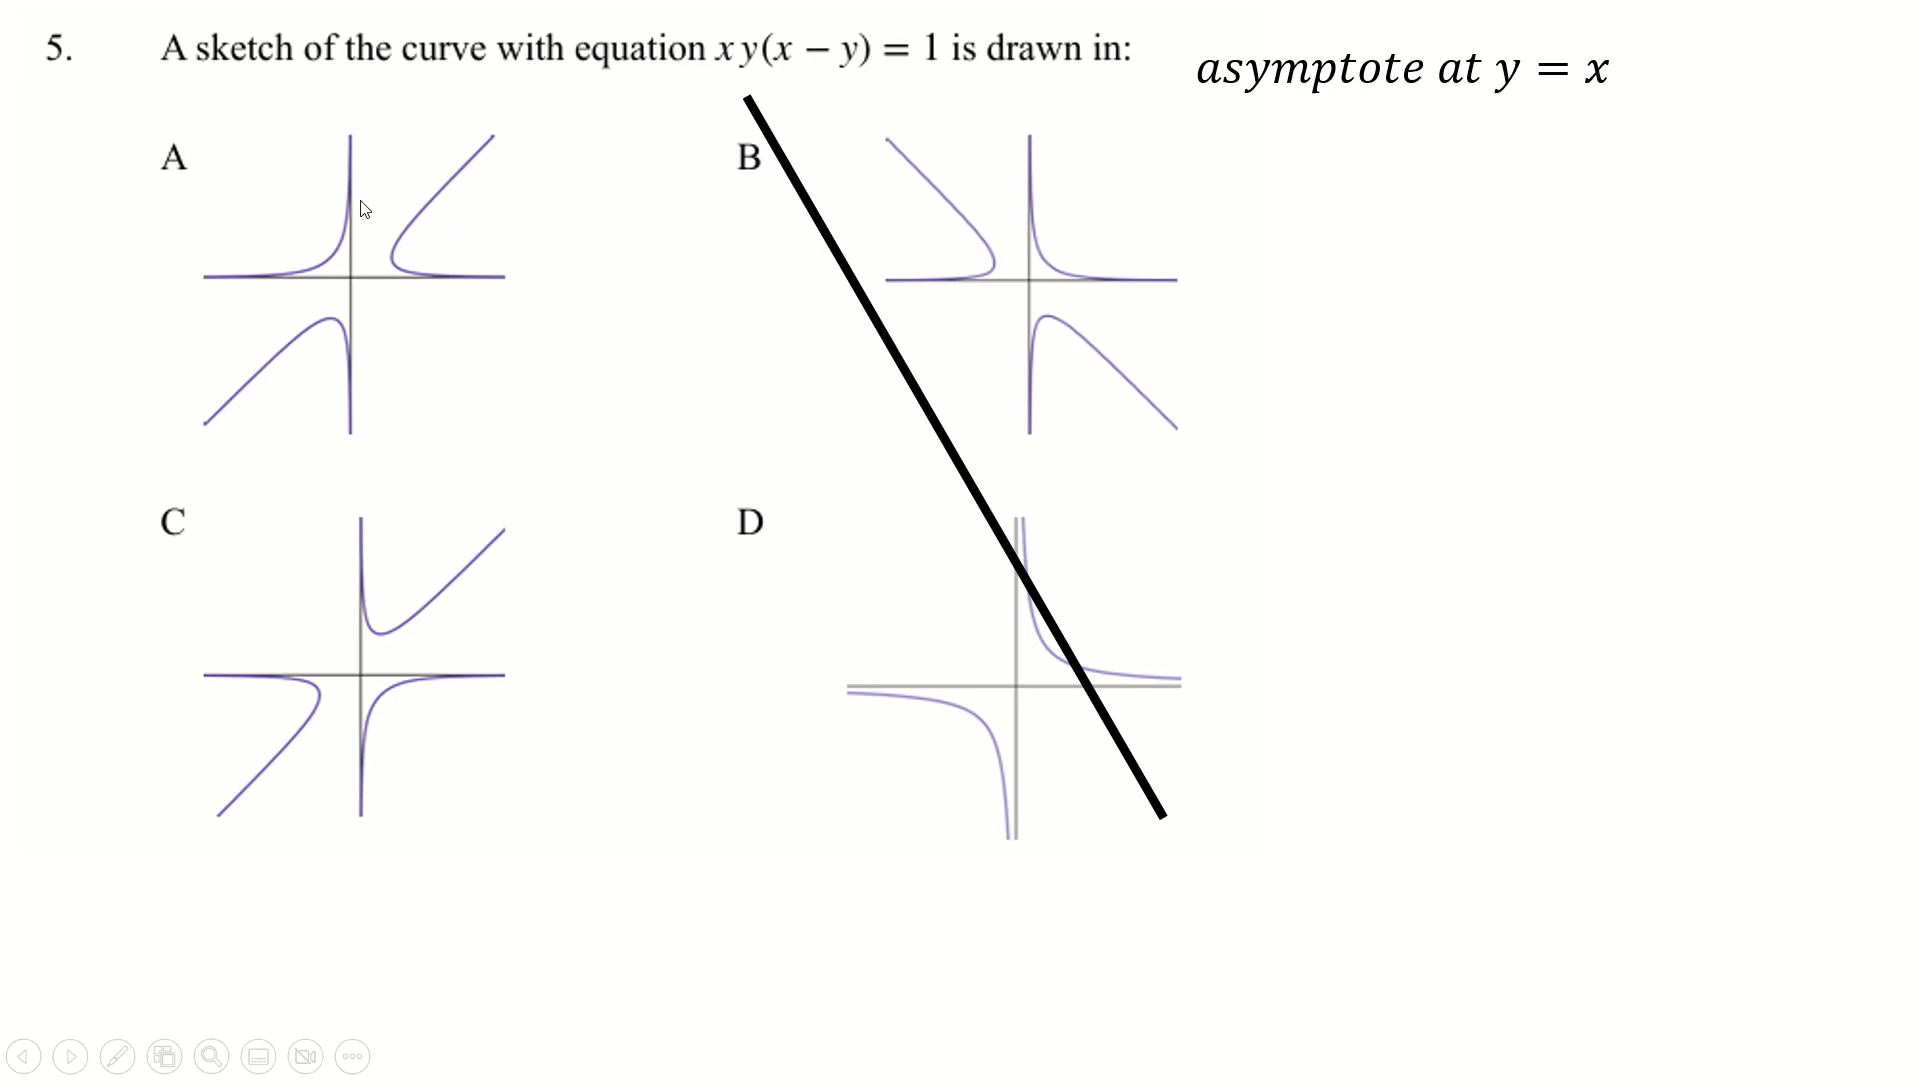 5. A sketch of the curve with equation xy(x − y) = 1 is drawn in:
asymptote at y = x
A
B
C
D